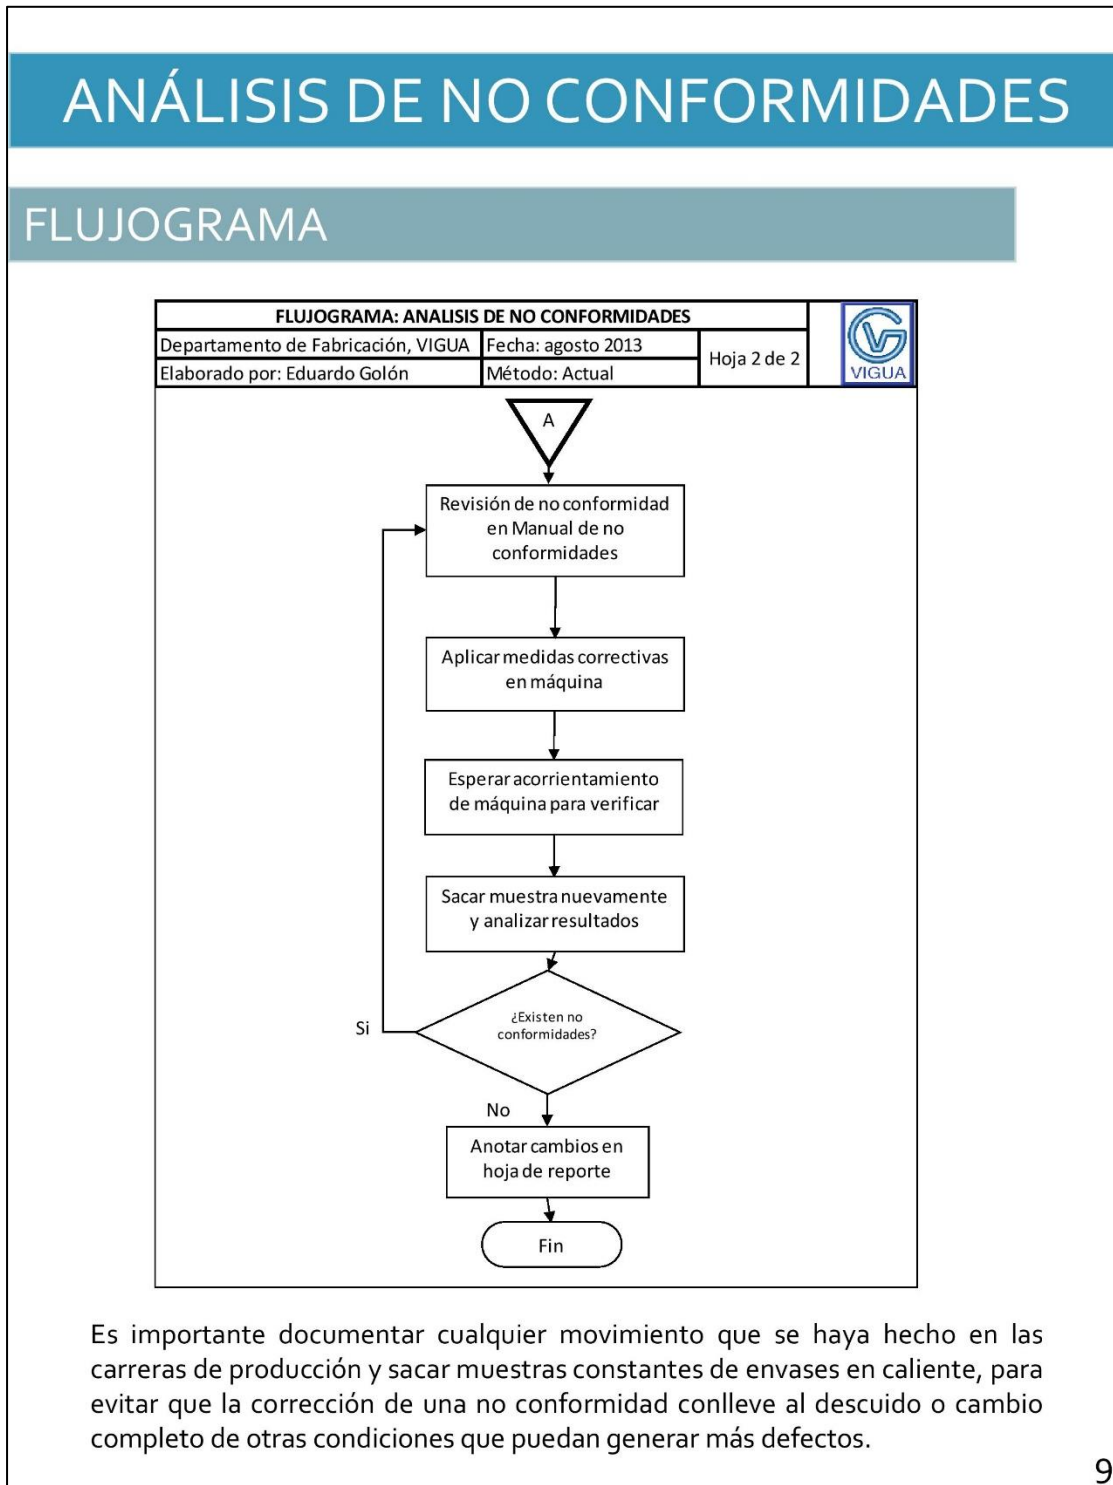 ANÁLISIS DE NO CONFORMIDADES
FLUJOGRAMA
FLUJOGRAMA: ANALISIS DE NO CONFORMIDADES
Departamento de Fabricación, VIGUA
Fecha: agosto 2013
Hoja 2 de 2
Elaborado por: Eduardo Golón
Método: Actual
VIGUA
A
Revisión de no conformidad
en Manual de no
conformidades
Aplicar medidas correctivas
en máquina
Esperar acorrientamiento
de máquina para verificar
Sacar muestra nuevamente
y analizar resultados
¿Existen no
conformidades?
Si
No
Anotar cambios en
hoja de reporte
Fin
Es importante documentar cualquier movimiento que se haya hecho en las
carreras de producción y sacar muestras constantes de envases en caliente, para
evitar que la corrección de una no conformidad conlleve al descuido o cambio
completo de otras condiciones que puedan generar más defectos.
9